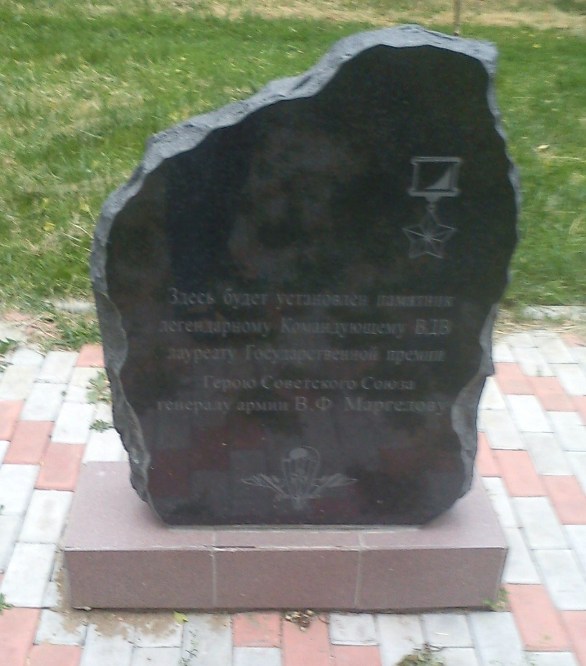 Здесь будет установлен памятник
легендарному Командующему ВДВ
лауреату Государственной премии
Герою Советского Союза
генералу армии В.Ф. Маргелову